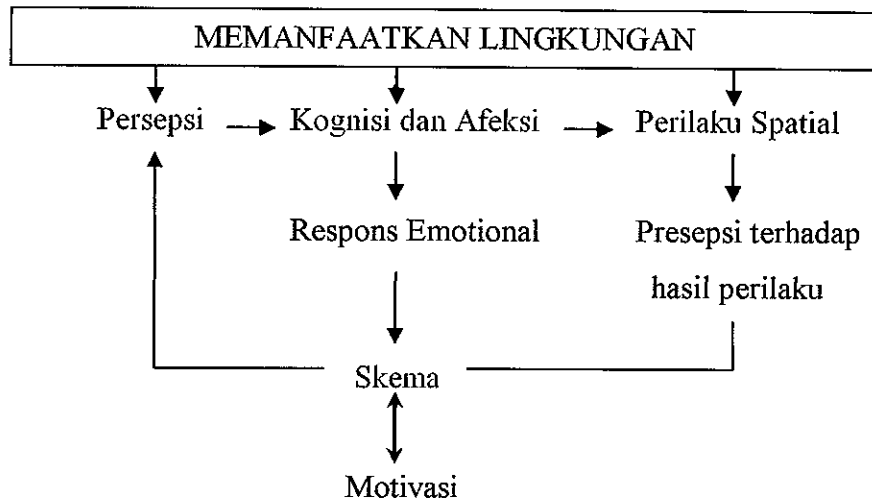 MEMANFAATKAN LINGKUNGAN
Persepsi
Kognisi dan Afeksi
Perilaku Spatial
Respons Emotional
Presepsi terhadap
hasil perilaku
Skema
Motivasi